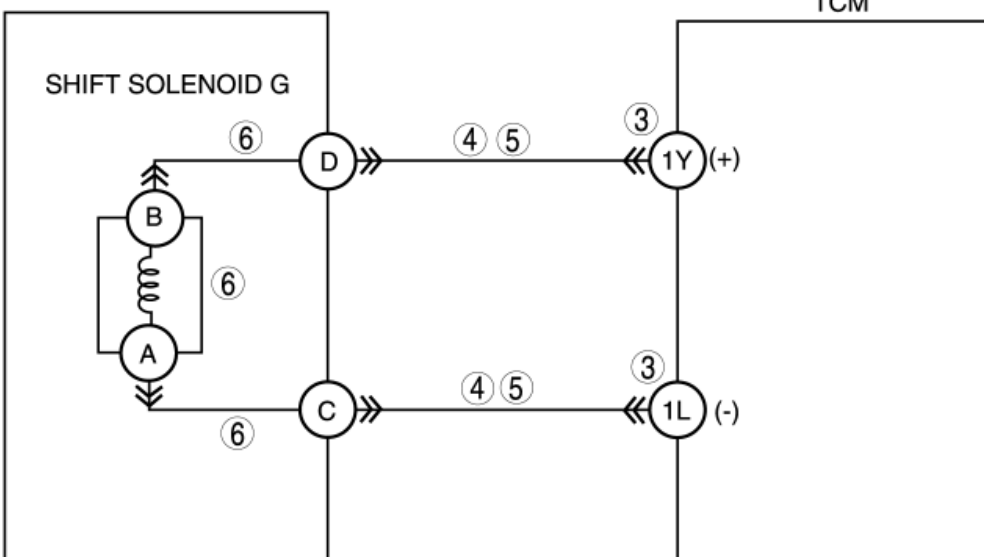 TCM
SHIFT SOLENOID G
⑥ D ④ ⑤ ③ 1Y (+)
B
⑥
A
⑥ C ④ ⑤ ③ 1L (-)